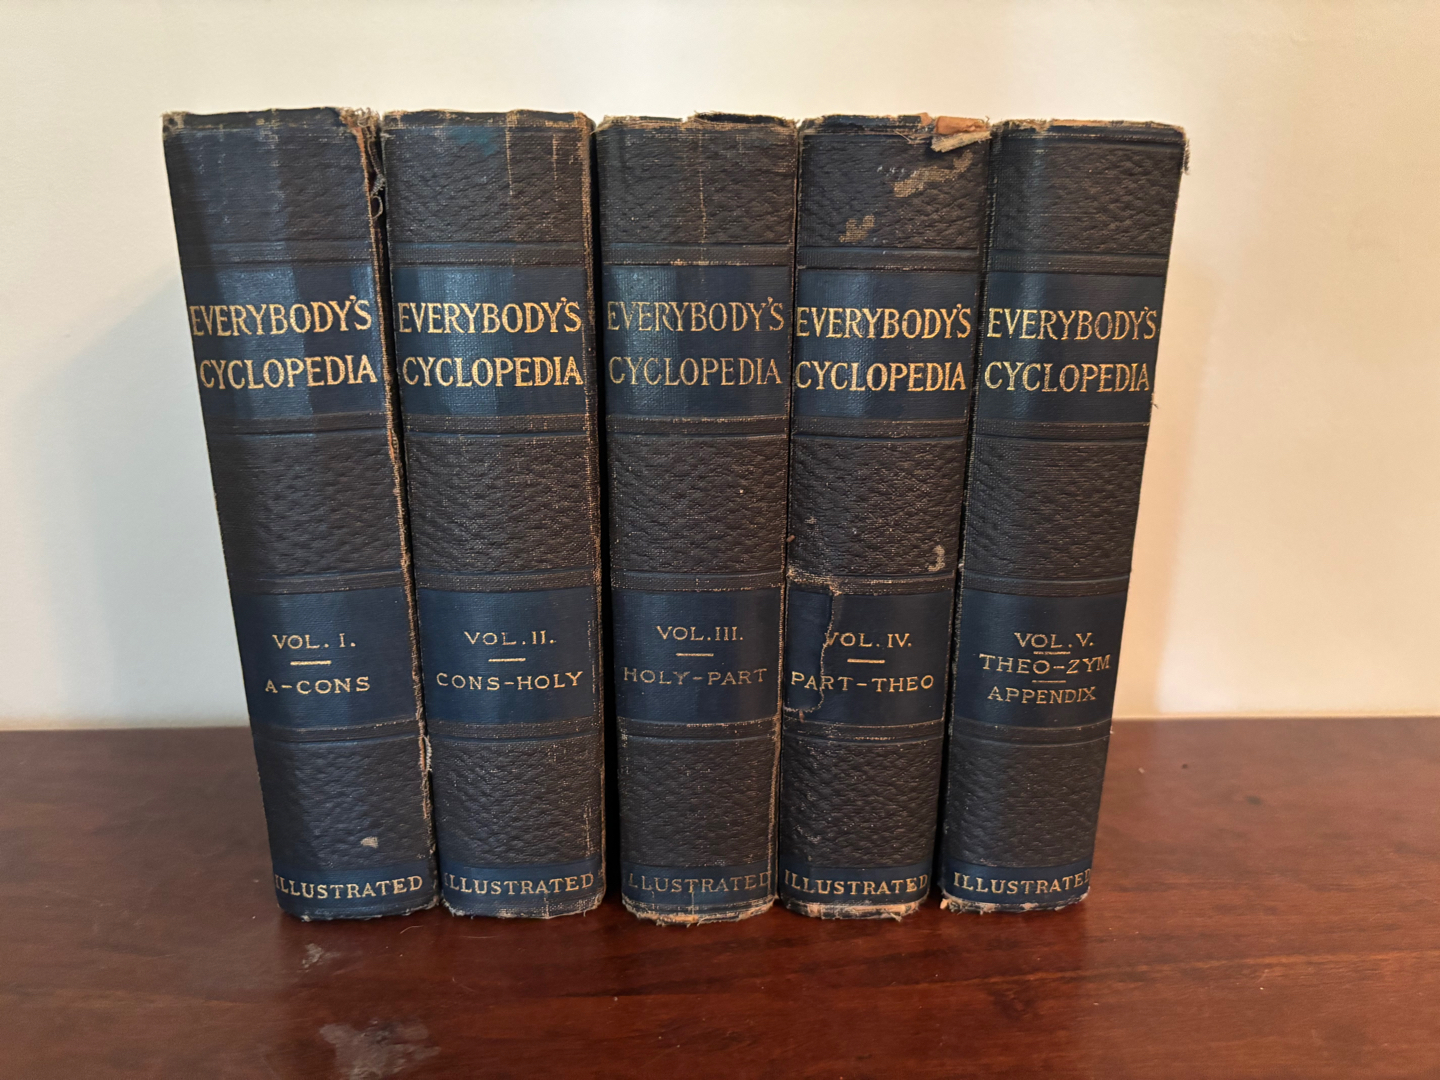 EVERYBODY'S
CYCLOPEDIA
VOL. I.
A-CONS
ILLUSTRATED
EVERYBODY'S
CYCLOPEDIA
VOL. II.
CONS-HOLY
ILLUSTRATED
EVERYBODY'S
CYCLOPEDIA
VOL. III.
HOLY-PART
ILLUSTRATED
EVERYBODY'S
CYCLOPEDIA
VOL. IV.
PART-THEO
ILLUSTRATED
EVERYBODY'S
CYCLOPEDIA
VOL. V.
THEO-ZYM
APPENDIX
ILLUSTRATED